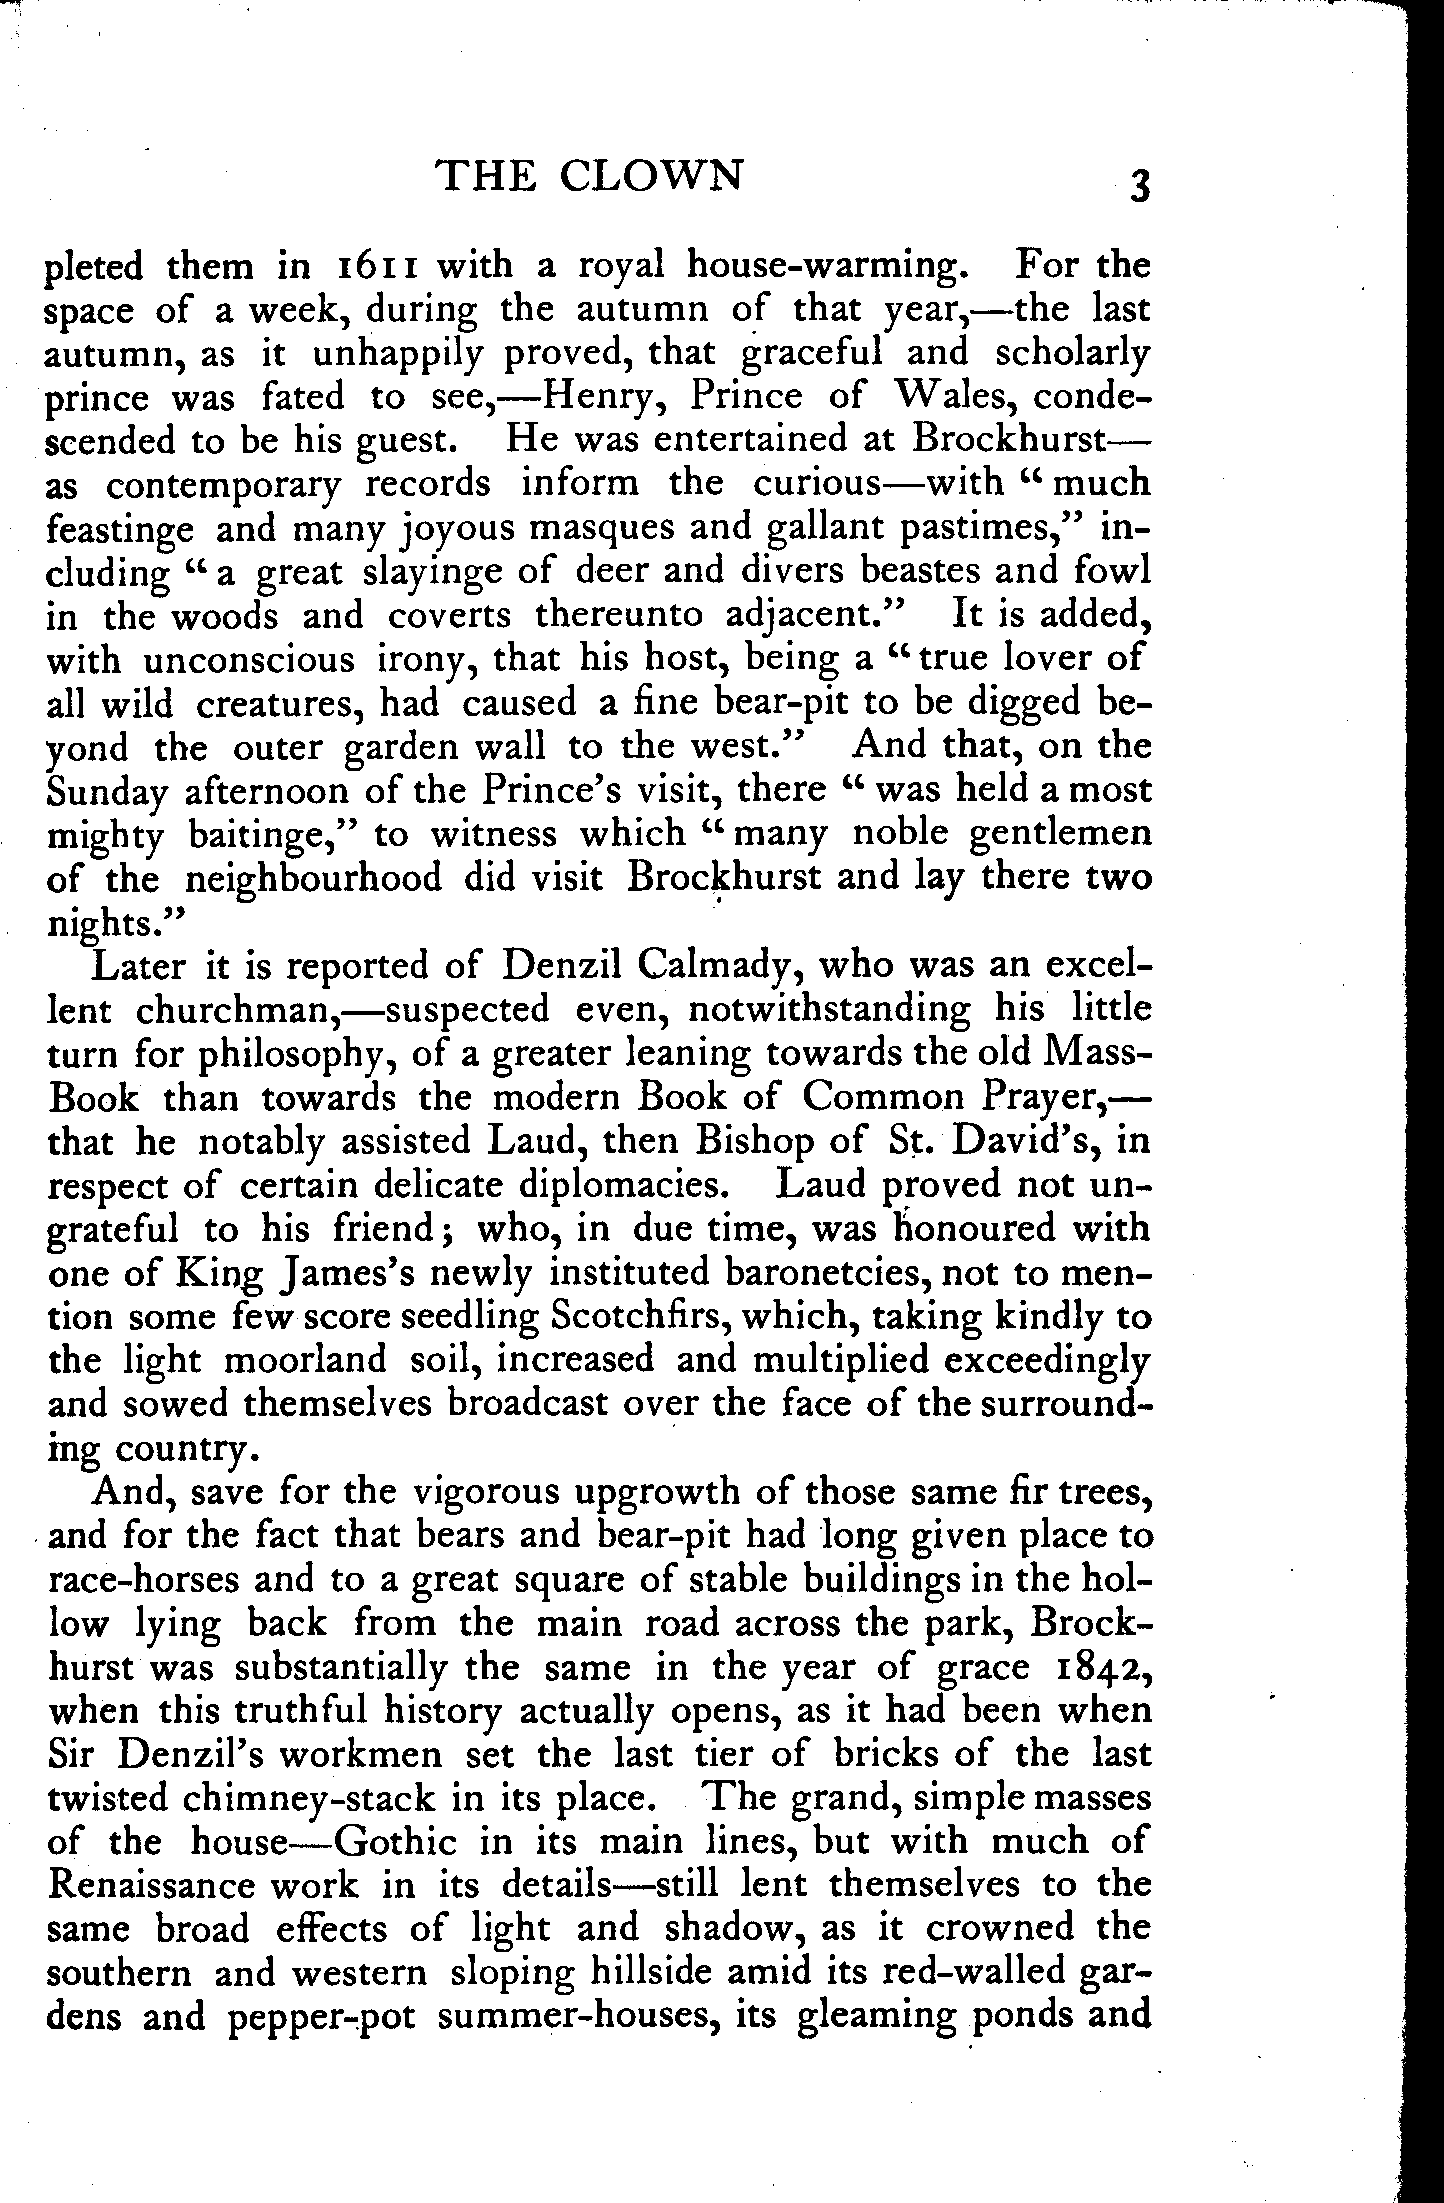 THE CLOWN 3
pleted them in 1611 with a royal house-warming. For the
space of a week, during the autumn of that year,—the last
autumn, as it unhappily proved, that graceful and scholarly
prince was fated to see,—Henry, Prince of Wales, conde-
scended to be his guest. He was entertained at Brockhurst—
as contemporary records inform the curious—with “ much
feastinge and many joyous masques and gallant pastimes,” in-
cluding “ a great slayinge of deer and divers beastes and fowl
in the woods and coverts thereunto adjacent.” It is added,
with unconscious irony, that his host, being a “ true lover of
all wild creatures, had caused a fine bear-pit to be digged be-
yond the outer garden wall to the west.” And that, on the
Sunday afternoon of the Prince’s visit, there “ was held a most
mighty baitinge,” to witness which “ many noble gentlemen
of the neighbourhood did visit Brockhurst and lay there two
nights.”
Later it is reported of Denzil Calmady, who was an excel-
lent churchman,—suspected even, notwithstanding his little
turn for philosophy, of a greater leaning towards the old Mass-
Book than towards the modern Book of Common Prayer,—
that he notably assisted Laud, then Bishop of St. David’s, in
respect of certain delicate diplomacies. Laud proved not un-
grateful to his friend; who, in due time, was honoured with
one of King James’s newly instituted baronetcies, not to men-
tion some few score seedling Scotchfirs, which, taking kindly to
the light moorland soil, increased and multiplied exceedingly
and sowed themselves broadcast over the face of the surround-
ing country.
And, save for the vigorous upgrowth of those same fir trees,
and for the fact that bears and bear-pit had long given place to
race-horses and to a great square of stable buildings in the hol-
low lying back from the main road across the park, Brock-
hurst was substantially the same in the year of grace 1842,
when this truthful history actually opens, as it had been when
Sir Denzil’s workmen set the last tier of bricks of the last
twisted chimney-stack in its place. The grand, simple masses
of the house—Gothic in its main lines, but with much of
Renaissance work in its details—still lent themselves to the
same broad effects of light and shadow, as it crowned the
southern and western sloping hillside amid its red-walled gar-
dens and pepper-pot summer-houses, its gleaming ponds and